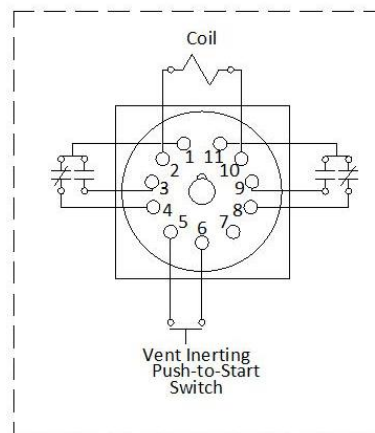 Coil
1 11
2 10
3 9
4 8
5 6 7
Vent Inerting
Push-to-Start
Switch